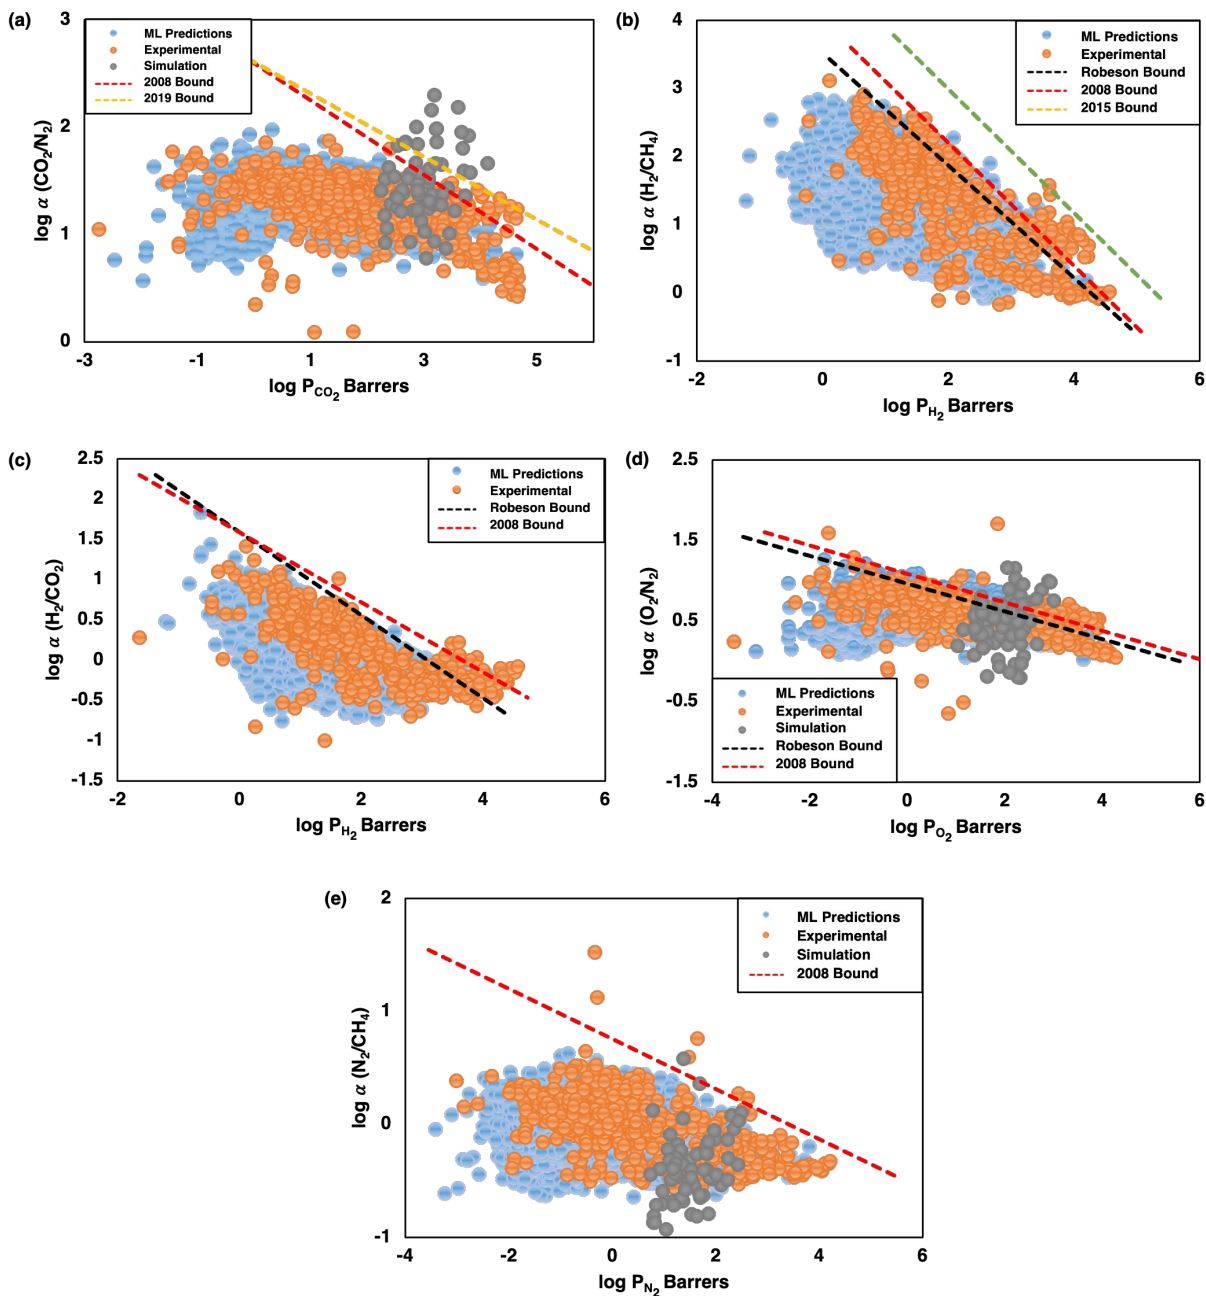 (a)
3
2
1
0
-3
-1
1
3
5
log α (CO2/N2)
log PCO2 Barrers
ML Predictions
Experimental
Simulation
2008 Bound
2019 Bound
(b)
4
3
2
1
0
-1
-2
0
2
4
6
log α (H2/CH4)
log PH2 Barrers
ML Predictions
Experimental
Robeson Bound
2008 Bound
2015 Bound
(c)
2.5
2
1.5
1
0.5
0
-0.5
-1
-1.5
-2
0
2
4
6
log α (H2/CO2)
log PH2 Barrers
ML Predictions
Experimental
Robeson Bound
2008 Bound
(d)
2.5
1.5
0.5
-0.5
-1.5
-4
-2
0
2
4
6
log α (O2/N2)
log PO2 Barrers
ML Predictions
Experimental
Simulation
Robeson Bound
2008 Bound
(e)
2
1
0
-1
-4
-2
0
2
4
6
log α (N2/CH4)
log PN2 Barrers
ML Predictions
Experimental
Simulation
2008 Bound